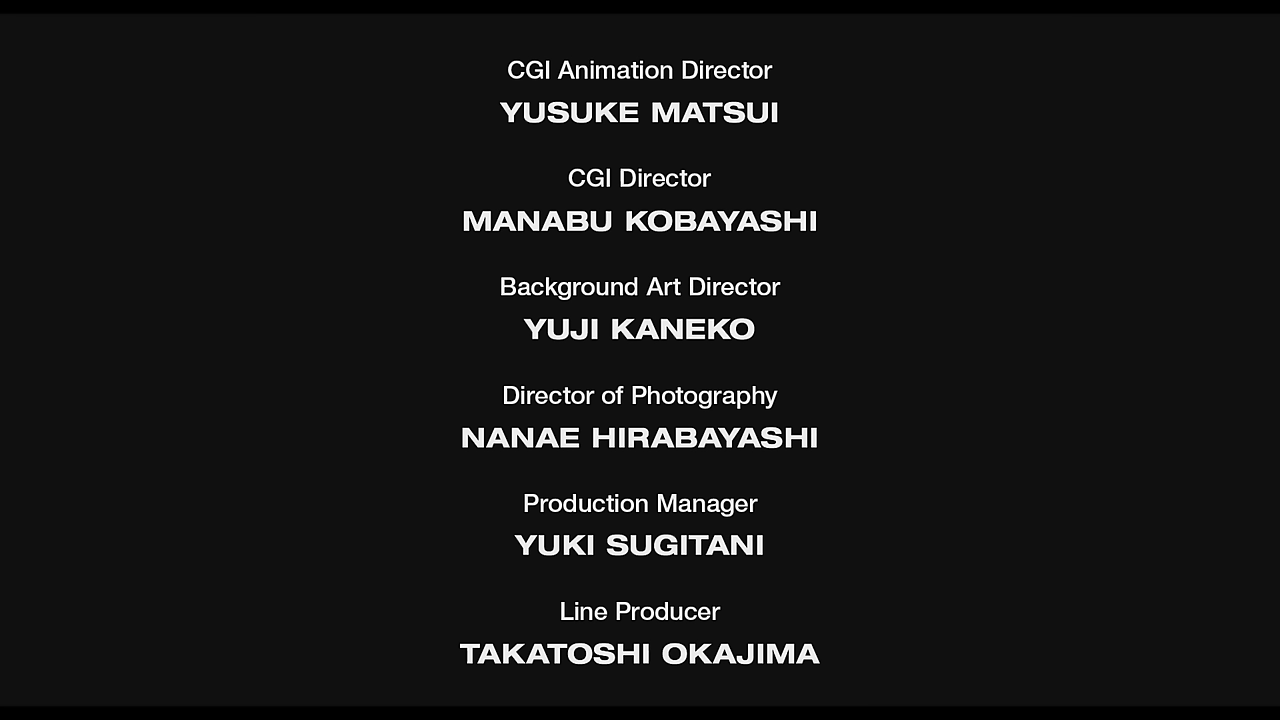 CGI Animation Director
YUSUKE MATSUI
CGI Director
MANABU KOBAYASHI
Background Art Director
YUJI KANEKO
Director of Photography
NANAE HIRABAYASHI
Production Manager
YUKI SUGITANI
Line Producer
TAKATOSHI OKAJIMA